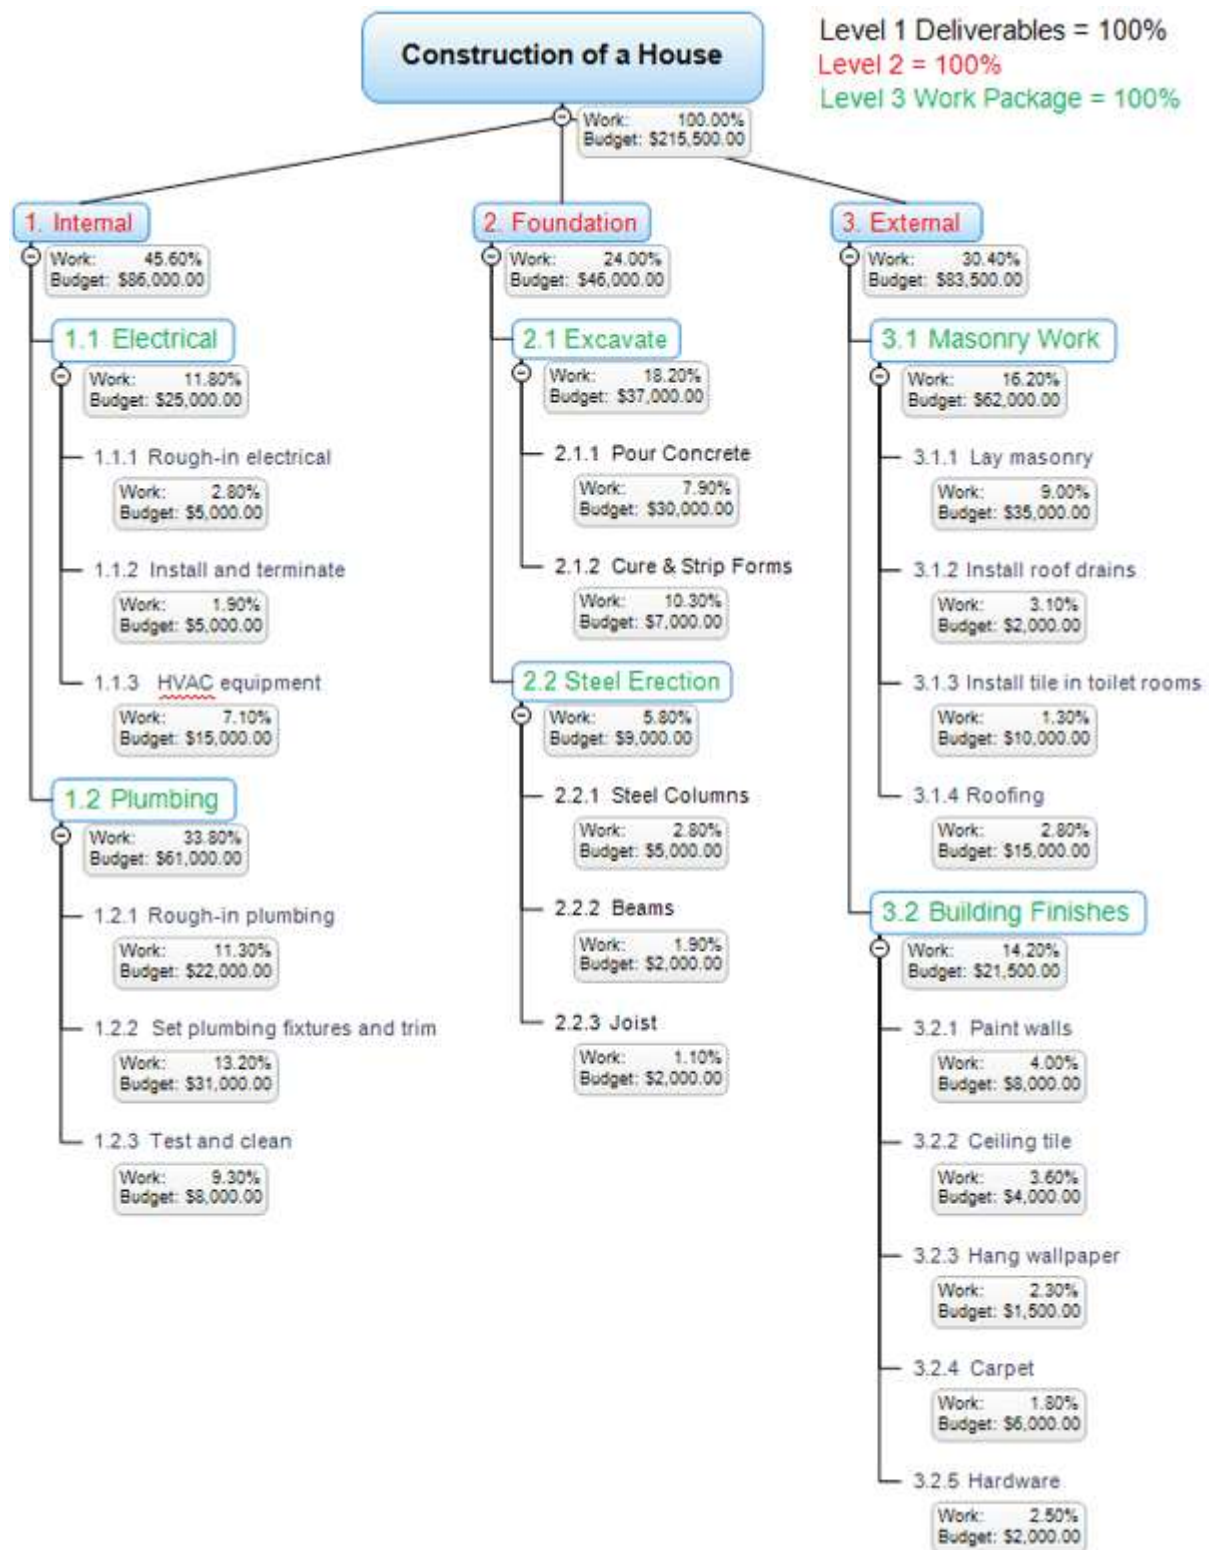 Construction of a House
Level 1 Deliverables = 100%
Level 2 = 100%
Level 3 Work Package = 100%
Work: 100.00%
Budget: $215,500.00
1. Internal
Work: 45.60%
Budget: $86,000.00
1.1 Electrical
Work: 11.80%
Budget: $25,000.00
1.1.1 Rough-in electrical
Work: 2.80%
Budget: $5,000.00
1.1.2 Install and terminate
Work: 1.90%
Budget: $5,000.00
1.1.3 HVAC equipment
Work: 7.10%
Budget: $15,000.00
1.2 Plumbing
Work: 33.80%
Budget: $61,000.00
1.2.1 Rough-in plumbing
Work: 11.30%
Budget: $22,000.00
1.2.2 Set plumbing fixtures and trim
Work: 13.20%
Budget: $31,000.00
1.2.3 Test and clean
Work: 9.30%
Budget: $8,000.00
2. Foundation
Work: 24.00%
Budget: $46,000.00
2.1 Excavate
Work: 18.20%
Budget: $37,000.00
2.1.1 Pour Concrete
Work: 7.90%
Budget: $30,000.00
2.1.2 Cure & Strip Forms
Work: 10.30%
Budget: $7,000.00
2.2 Steel Erection
Work: 5.80%
Budget: $9,000.00
2.2.1 Steel Columns
Work: 2.80%
Budget: $5,000.00
2.2.2 Beams
Work: 1.90%
Budget: $2,000.00
2.2.3 Joist
Work: 1.10%
Budget: $2,000.00
3. External
Work: 30.40%
Budget: $83,500.00
3.1 Masonry Work
Work: 16.20%
Budget: $62,000.00
3.1.1 Lay masonry
Work: 9.00%
Budget: $35,000.00
3.1.2 Install roof drains
Work: 3.10%
Budget: $2,000.00
3.1.3 Install tile in toilet rooms
Work: 1.30%
Budget: $10,000.00
3.1.4 Roofing
Work: 2.80%
Budget: $15,000.00
3.2 Building Finishes
Work: 14.20%
Budget: $21,500.00
3.2.1 Paint walls
Work: 4.00%
Budget: $8,000.00
3.2.2 Ceiling tile
Work: 3.60%
Budget: $4,000.00
3.2.3 Hang wallpaper
Work: 2.30%
Budget: $1,500.00
3.2.4 Carpet
Work: 1.80%
Budget: $6,000.00
3.2.5 Hardware
Work: 2.50%
Budget: $2,000.00